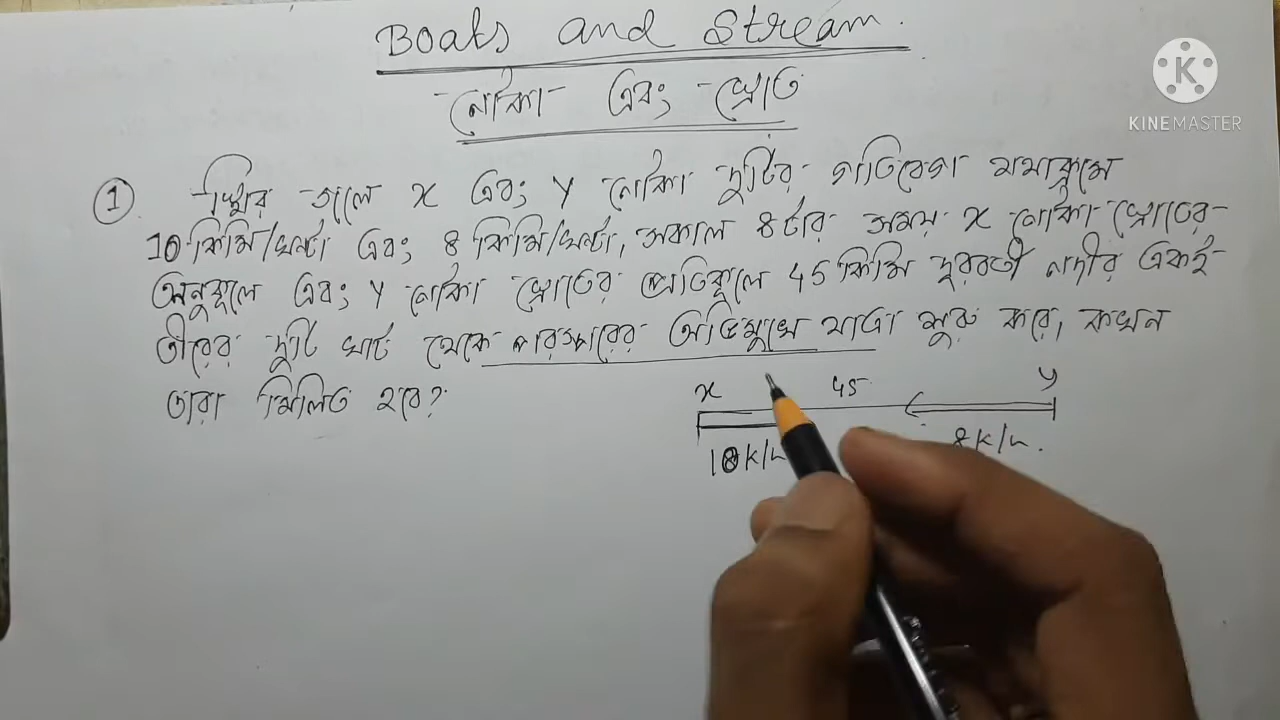 Boats and Stream.
নৌকা এবং স্রোত
① স্থির জলে x এবং y নৌকা দুটির গতিবেগ যথাক্রমে
10 কিমি/ঘন্টা এবং 8 কিমি/ঘন্টা, সকাল 8 টার সময় x নৌকা স্রোতের
অনুকূলে এবং y নৌকা স্রোতের প্রতিকূলে 45 কিমি দূরবর্তী নদীর একই
তীরের দুটি ঘাট থেকে পরস্পরের অভিমুখে যাত্রা শুরু করে, কখন
তারা মিলিত হবে?
x 45 y
10k/h 8k/h.
K
KINEMASTER